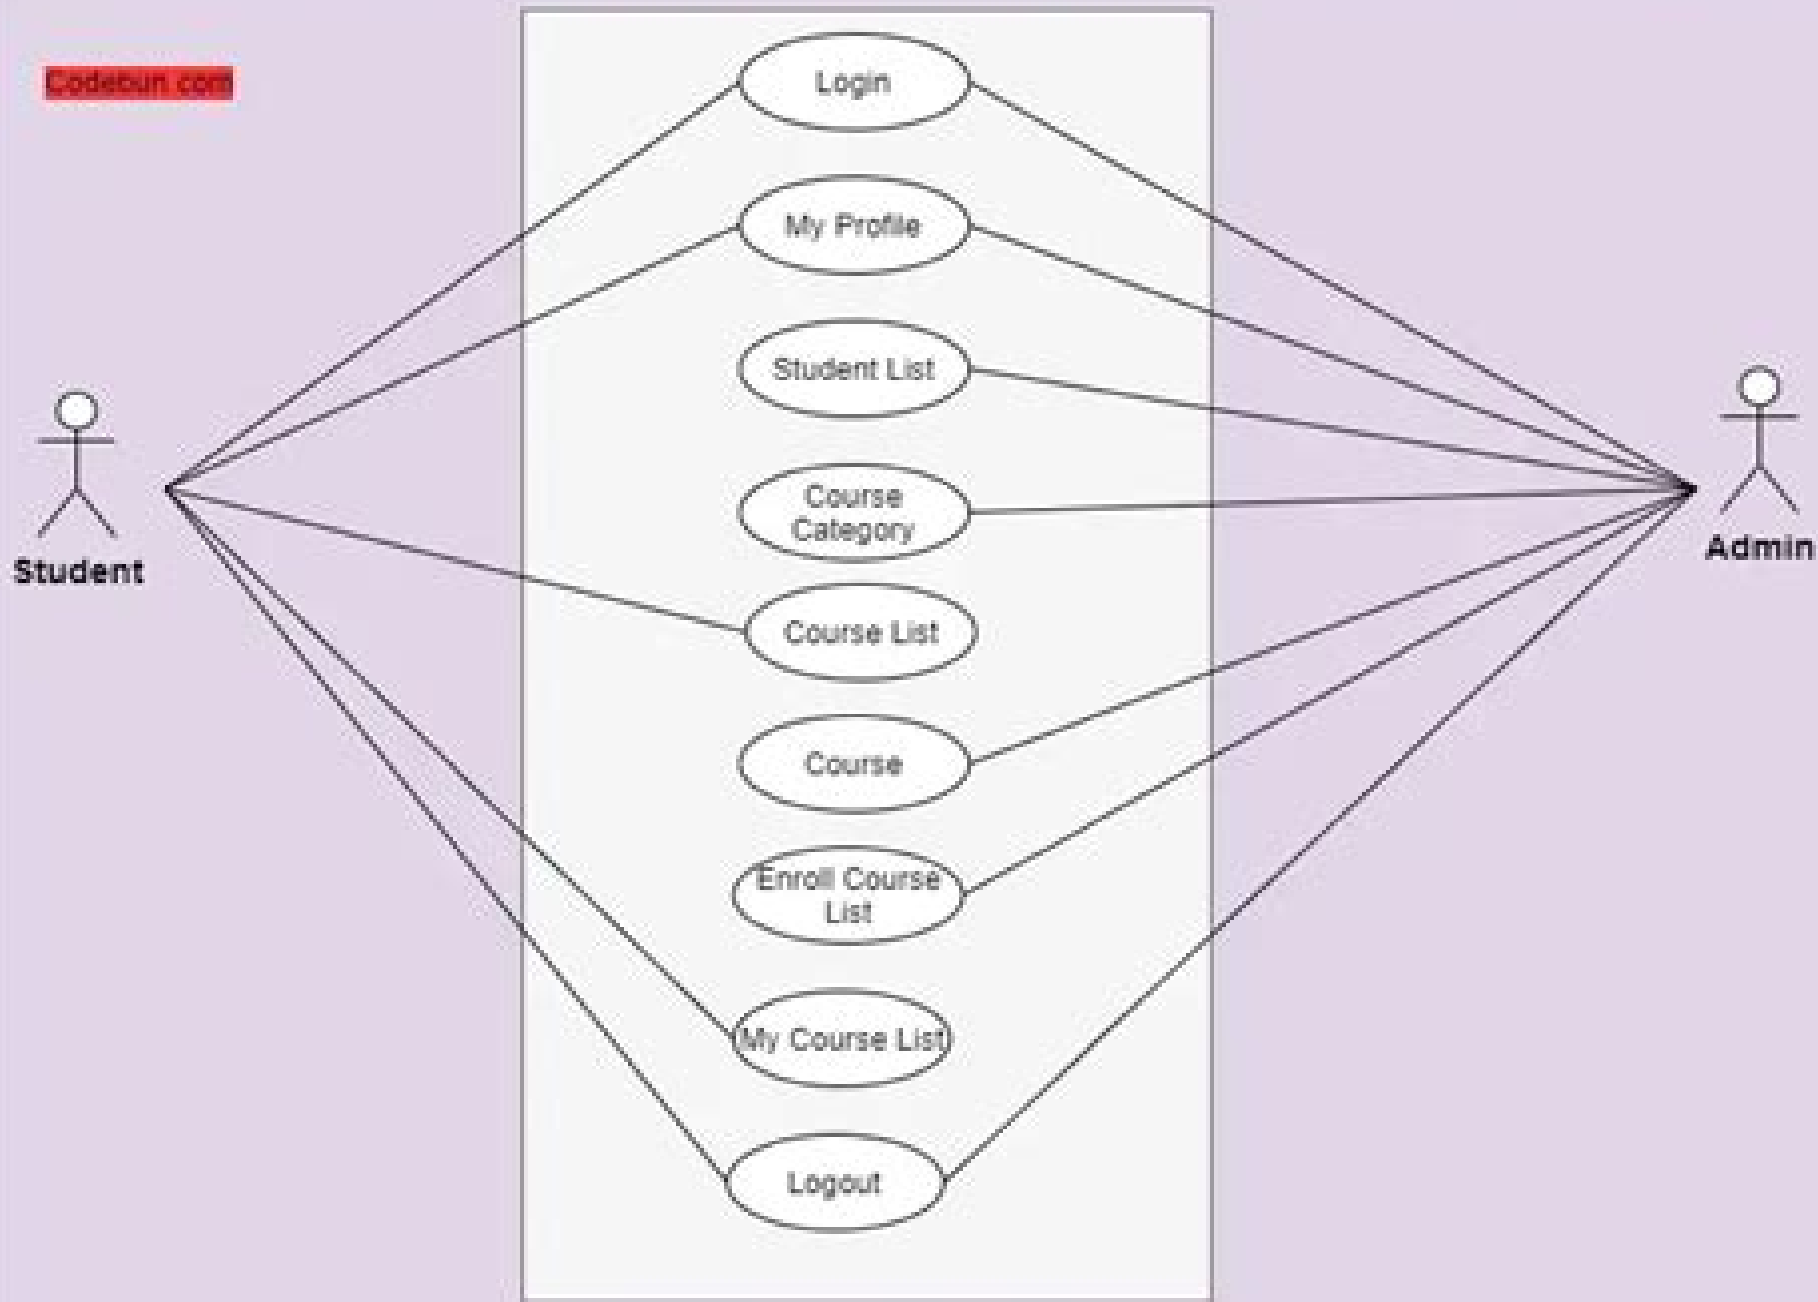 Codebun com
Login
My Profile
Student List
Course
Category
Course List
Course
Enroll Course
List
My Course List
Logout
Student
Admin